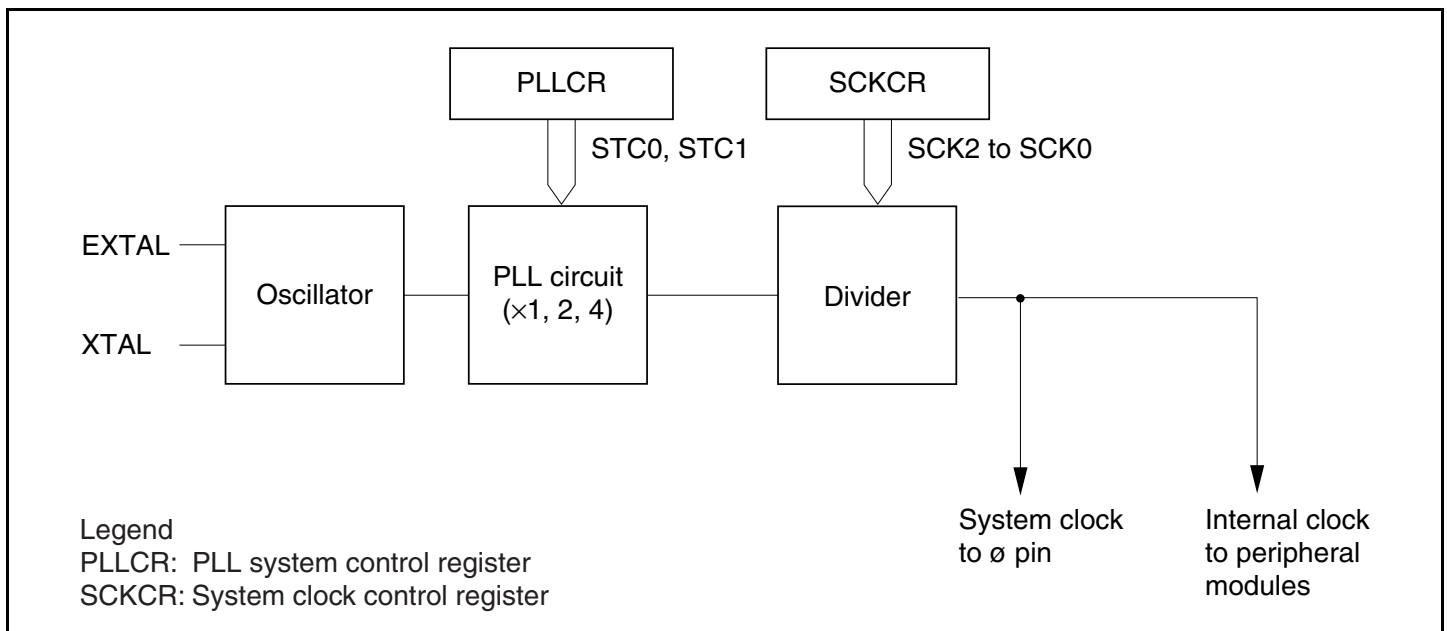 PLLCR
SCKCR
STC0, STC1
SCK2 to SCK0
EXTAL
XTAL
Oscillator
PLL circuit
(×1, 2, 4)
Divider
System clock
to ø pin
Internal clock
to peripheral
modules
Legend
PLLCR: PLL system control register
SCKCR: System clock control register